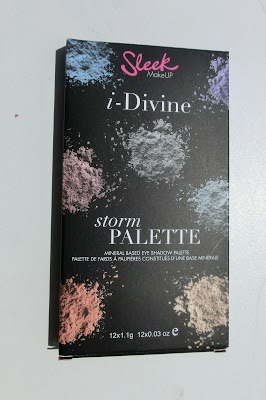 Sleek
MakeUP
i-Divine
storm
PALETTE
MINERAL BASED EYE SHADOW PALETTE
PALETTE DE FARDS À PAUPIÈRES CONSTITUÉS D'UNE BASE MINÉRALE
12x1.1g 12x0.03 oz ℮